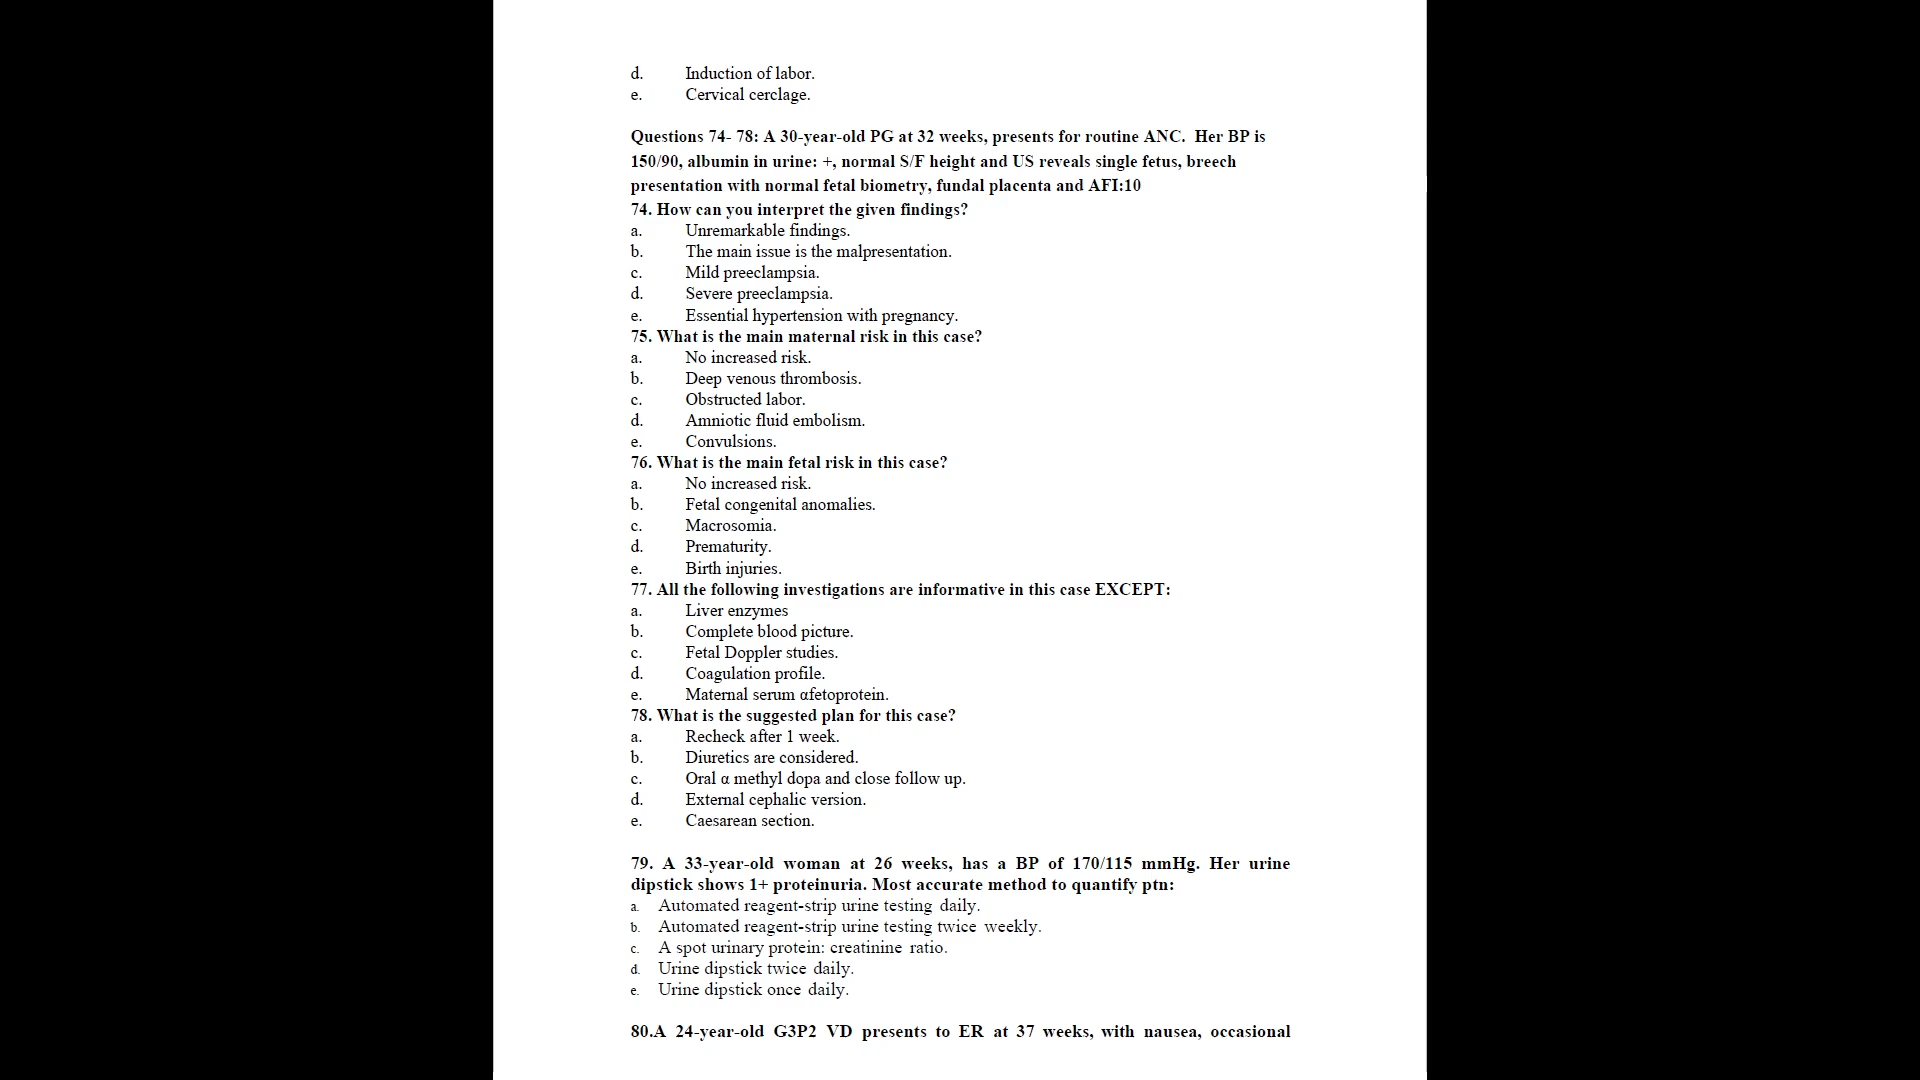 d. Induction of labor.
e. Cervical cerclage.
Questions 74- 78: A 30-year-old PG at 32 weeks, presents for routine ANC. Her BP is
150/90, albumin in urine: +, normal S/F height and US reveals single fetus, breech
presentation with normal fetal biometry, fundal placenta and AFI:10
74. How can you interpret the given findings?
a. Unremarkable findings.
b. The main issue is the malpresentation.
c. Mild preeclampsia.
d. Severe preeclampsia.
e. Essential hypertension with pregnancy.
75. What is the main maternal risk in this case?
a. No increased risk.
b. Deep venous thrombosis.
c. Obstructed labor.
d. Amniotic fluid embolism.
e. Convulsions.
76. What is the main fetal risk in this case?
a. No increased risk.
b. Fetal congenital anomalies.
c. Macrosomia.
d. Prematurity.
e. Birth injuries.
77. All the following investigations are informative in this case EXCEPT:
a. Liver enzymes
b. Complete blood picture.
c. Fetal Doppler studies.
d. Coagulation profile.
e. Maternal serum αfetoprotein.
78. What is the suggested plan for this case?
a. Recheck after 1 week.
b. Diuretics are considered.
c. Oral α methyl dopa and close follow up.
d. External cephalic version.
e. Caesarean section.
79. A 33-year-old woman at 26 weeks, has a BP of 170/115 mmHg. Her urine
dipstick shows 1+ proteinuria. Most accurate method to quantify ptn:
a. Automated reagent-strip urine testing daily.
b. Automated reagent-strip urine testing twice weekly.
c. A spot urinary protein: creatinine ratio.
d. Urine dipstick twice daily.
e. Urine dipstick once daily.
80.A 24-year-old G3P2 VD presents to ER at 37 weeks, with nausea, occasional